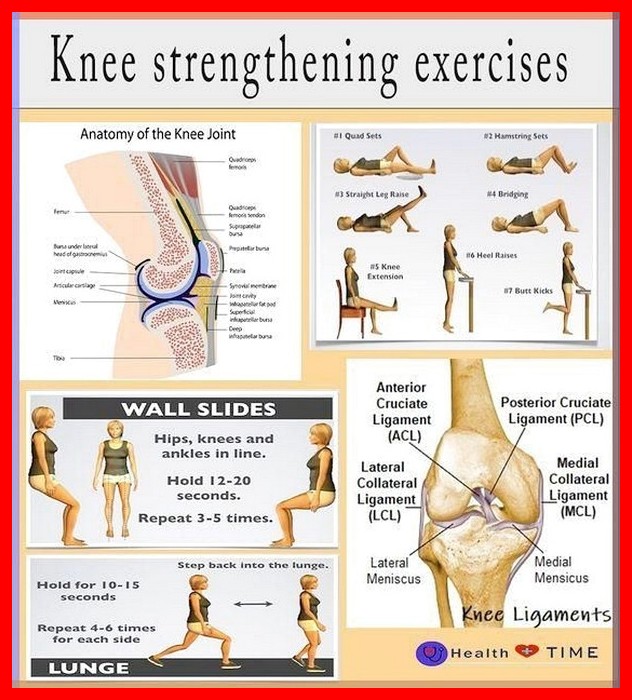 Knee strengthening exercises
Anatomy of the Knee Joint
Quadriceps
femoris
Femur
Quadriceps
femoris tendon
Suprapatellar
bursa
Bursa under lateral
head of gastrocnemius
Prepatellar bursa
Joint capsule
Patella
Articular cartilage
Synovial membrane
Meniscus
Joint cavity
Infrapatellar fat pad
Superficial
infrapatellar bursa
Deep
infrapatellar bursa
Tibia
#1 Quad Sets
#2 Hamstring Sets
#3 Straight Leg Raise
#4 Bridging
#5 Knee
Extension
#6 Heel Raises
#7 Butt Kicks
WALL SLIDES
Hips, knees and
ankles in line.
Hold 12-20
seconds.
Repeat 3-5 times.
Step back into the lunge.
Hold for 10-15
seconds
Repeat 4-6 times
for each side
LUNGE
Anterior
Cruciate
Ligament
(ACL)
Posterior Cruciate
Ligament (PCL)
Lateral
Collateral
Ligament
(LCL)
Medial
Collateral
Ligament
(MCL)
Lateral
Meniscus
Medial
Mensicus
Knee Ligaments
Health TIME